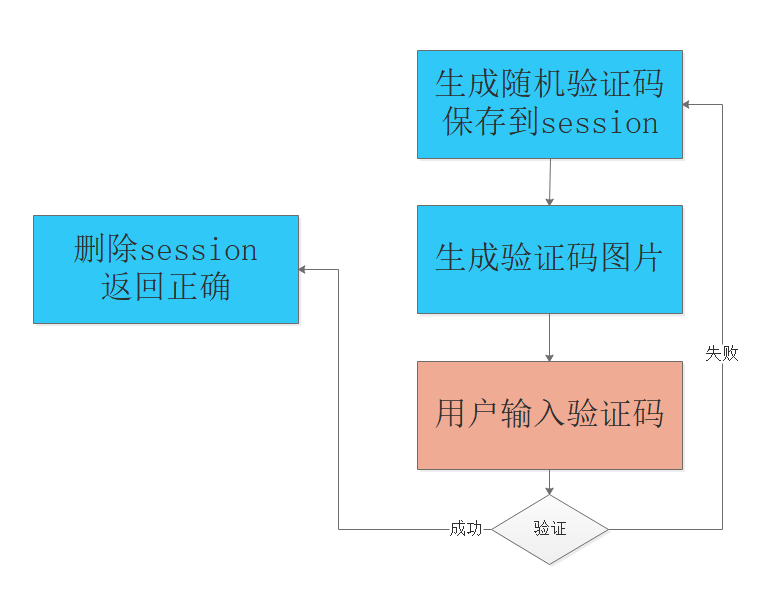 生成随机验证码
保存到session
生成验证码图片
删除session
返回正确
失败
用户输入验证码
成功
验证